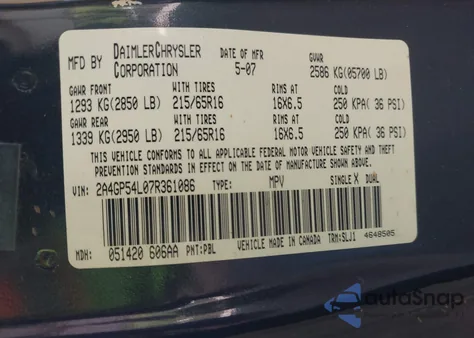 MFD BY: DAIMLERCHRYSLER CORPORATION DATE OF MFR 5-07 GVWR 2586 KG(05700 LB)
GAWR FRONT WITH TIRES RIMS AT COLD
1293 KG(2850 LB) 215/65R16 16X6.5 250 KPA( 36 PSI)
GAWR REAR WITH TIRES RIMS AT COLD
1339 KG(2950 LB) 215/65R16 16X6.5 250 KPA( 36 PSI)
THIS VEHICLE CONFORMS TO ALL APPLICABLE FEDERAL MOTOR VEHICLE SAFETY AND THEFT
PREVENTION STANDARDS IN EFFECT ON THE DATE OF MANUFACTURE SHOWN ABOVE.
VIN: 2A4GP54L07R361086 TYPE: MPV SINGLE X DUAL
MDH: 051420 606AA PNT:PBL VEHICLE MADE IN CANADA TRM:SLJ1 4648505
autoSnap